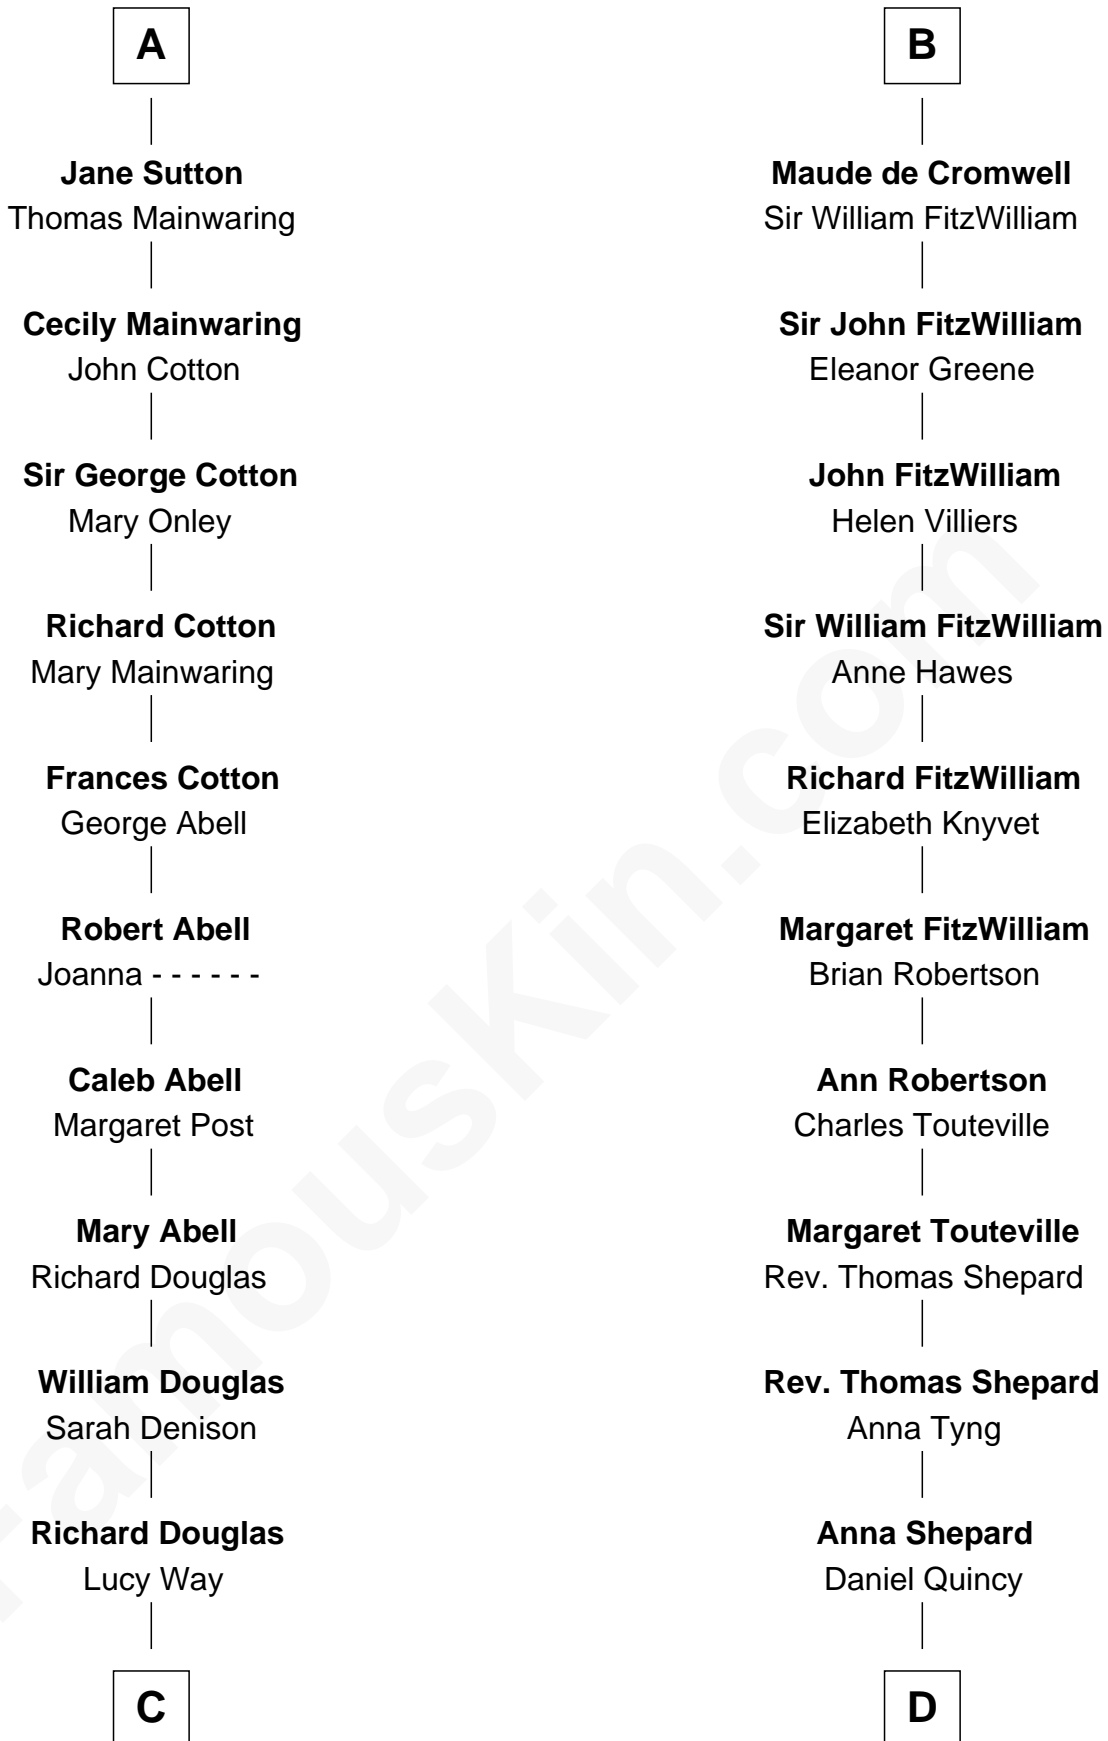 A
Jane Sutton
Thomas Mainwaring
Cecily Mainwaring
John Cotton
Sir George Cotton
Mary Onley
Richard Cotton
Mary Mainwaring
Frances Cotton
George Abell
Robert Abell
Joanna - - - - - -
Caleb Abell
Margaret Post
Mary Abell
Richard Douglas
William Douglas
Sarah Denison
Richard Douglas
Lucy Way
C
B
Maude de Cromwell
Sir William FitzWilliam
Sir John FitzWilliam
Eleanor Greene
John FitzWilliam
Helen Villiers
Sir William FitzWilliam
Anne Hawes
Richard FitzWilliam
Elizabeth Knyvet
Margaret FitzWilliam
Brian Robertson
Ann Robertson
Charles Touteville
Margaret Touteville
Rev. Thomas Shepard
Rev. Thomas Shepard
Anna Tyng
Anna Shepard
Daniel Quincy
D
FamousKin.com